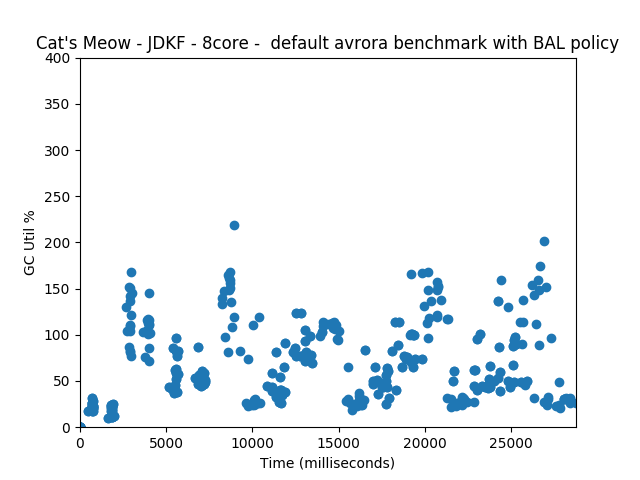 Cat's Meow - JDKF - 8core -  default avrora benchmark with BAL policy
400
350
300
250
200
150
100
50
0
GC Util %
0 5000 10000 15000 20000 25000
Time (milliseconds)